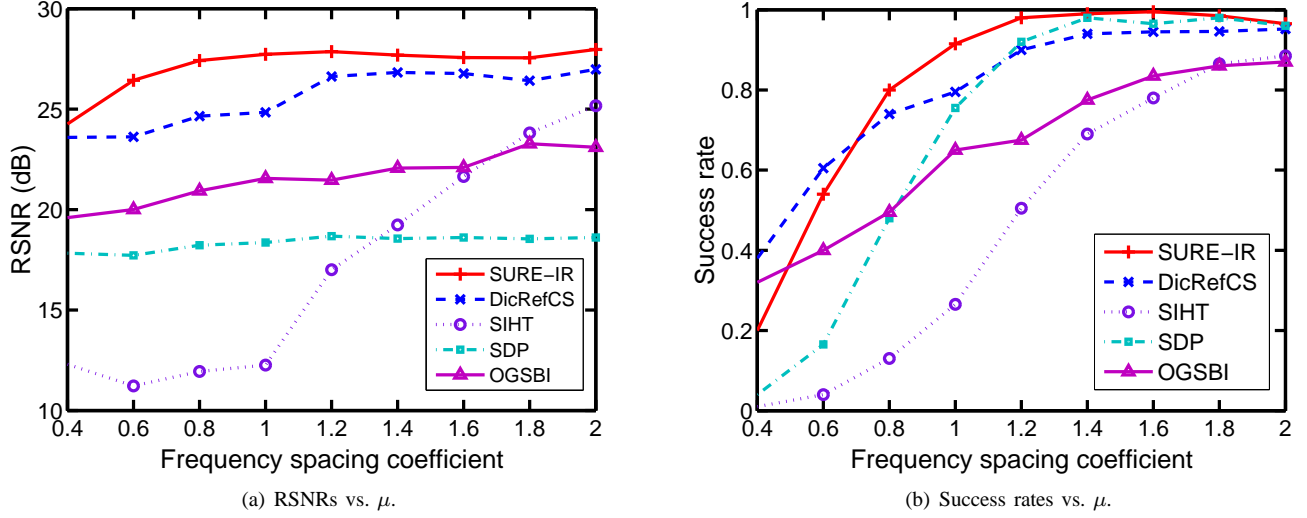 30
25
20
15
10
RSNR (dB)
0.4 0.6 0.8 1 1.2 1.4 1.6 1.8 2
Frequency spacing coefficient
SURE−IR
DicRefCS
SIHT
SDP
OGSBI
(a) RSNRs vs. μ.
1
0.8
0.6
0.4
0.2
0
Success rate
0.4 0.6 0.8 1 1.2 1.4 1.6 1.8 2
Frequency spacing coefficient
SURE−IR
DicRefCS
SIHT
SDP
OGSBI
(b) Success rates vs. μ.